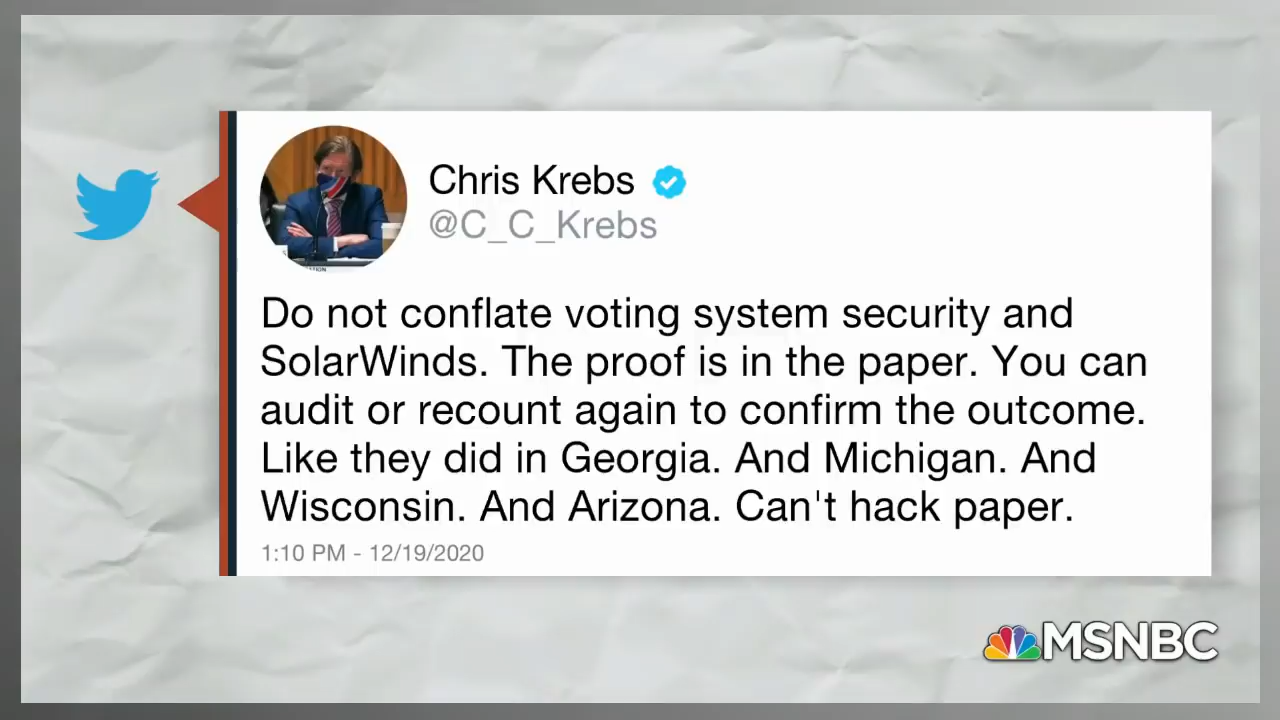 Chris Krebs
@C_C_Krebs
Do not conflate voting system security and
SolarWinds. The proof is in the paper. You can
audit or recount again to confirm the outcome.
Like they did in Georgia. And Michigan. And
Wisconsin. And Arizona. Can't hack paper.
1:10 PM - 12/19/2020
MSNBC